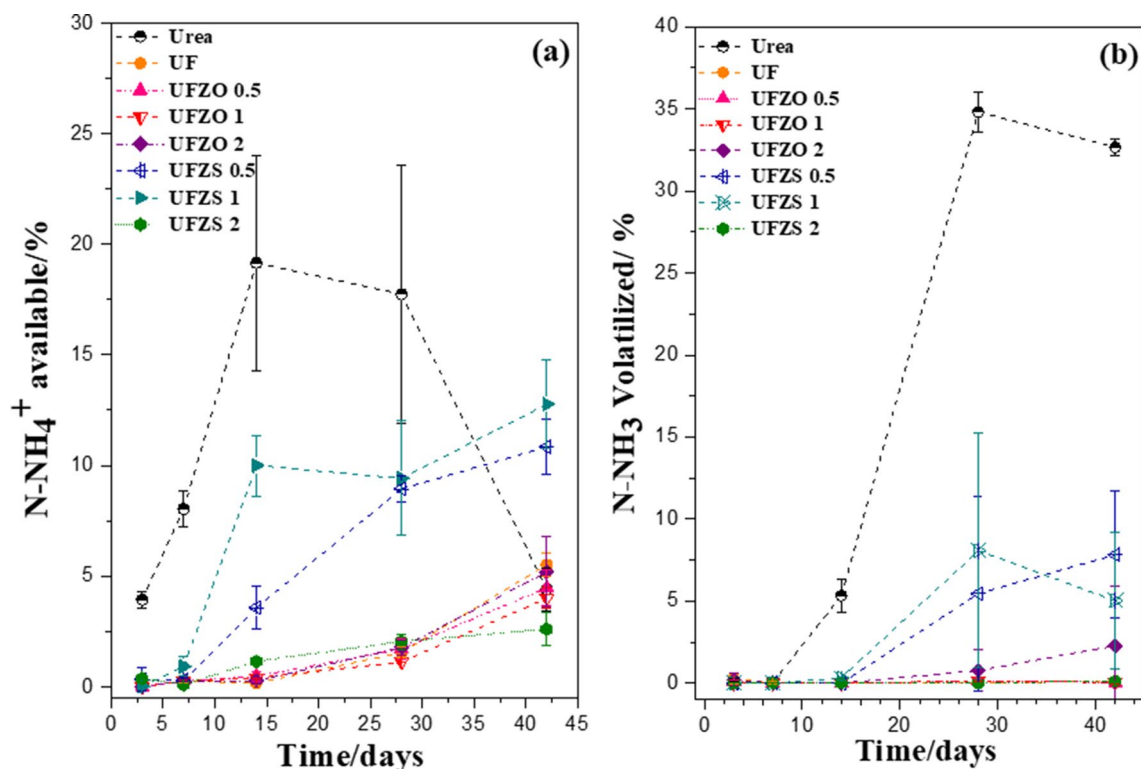 (a)
Urea
UF
UFZO 0.5
UFZO 1
UFZO 2
UFZS 0.5
UFZS 1
UFZS 2
N-NH4+ available/%
30
25
20
15
10
5
0
0 5 10 15 20 25 30 35 40 45
Time/days
(b)
Urea
UF
UFZO 0.5
UFZO 1
UFZO 2
UFZS 0.5
UFZS 1
UFZS 2
N-NH3 Volatilized/ %
40
35
30
25
20
15
10
5
0
0 10 20 30 40
Time/days